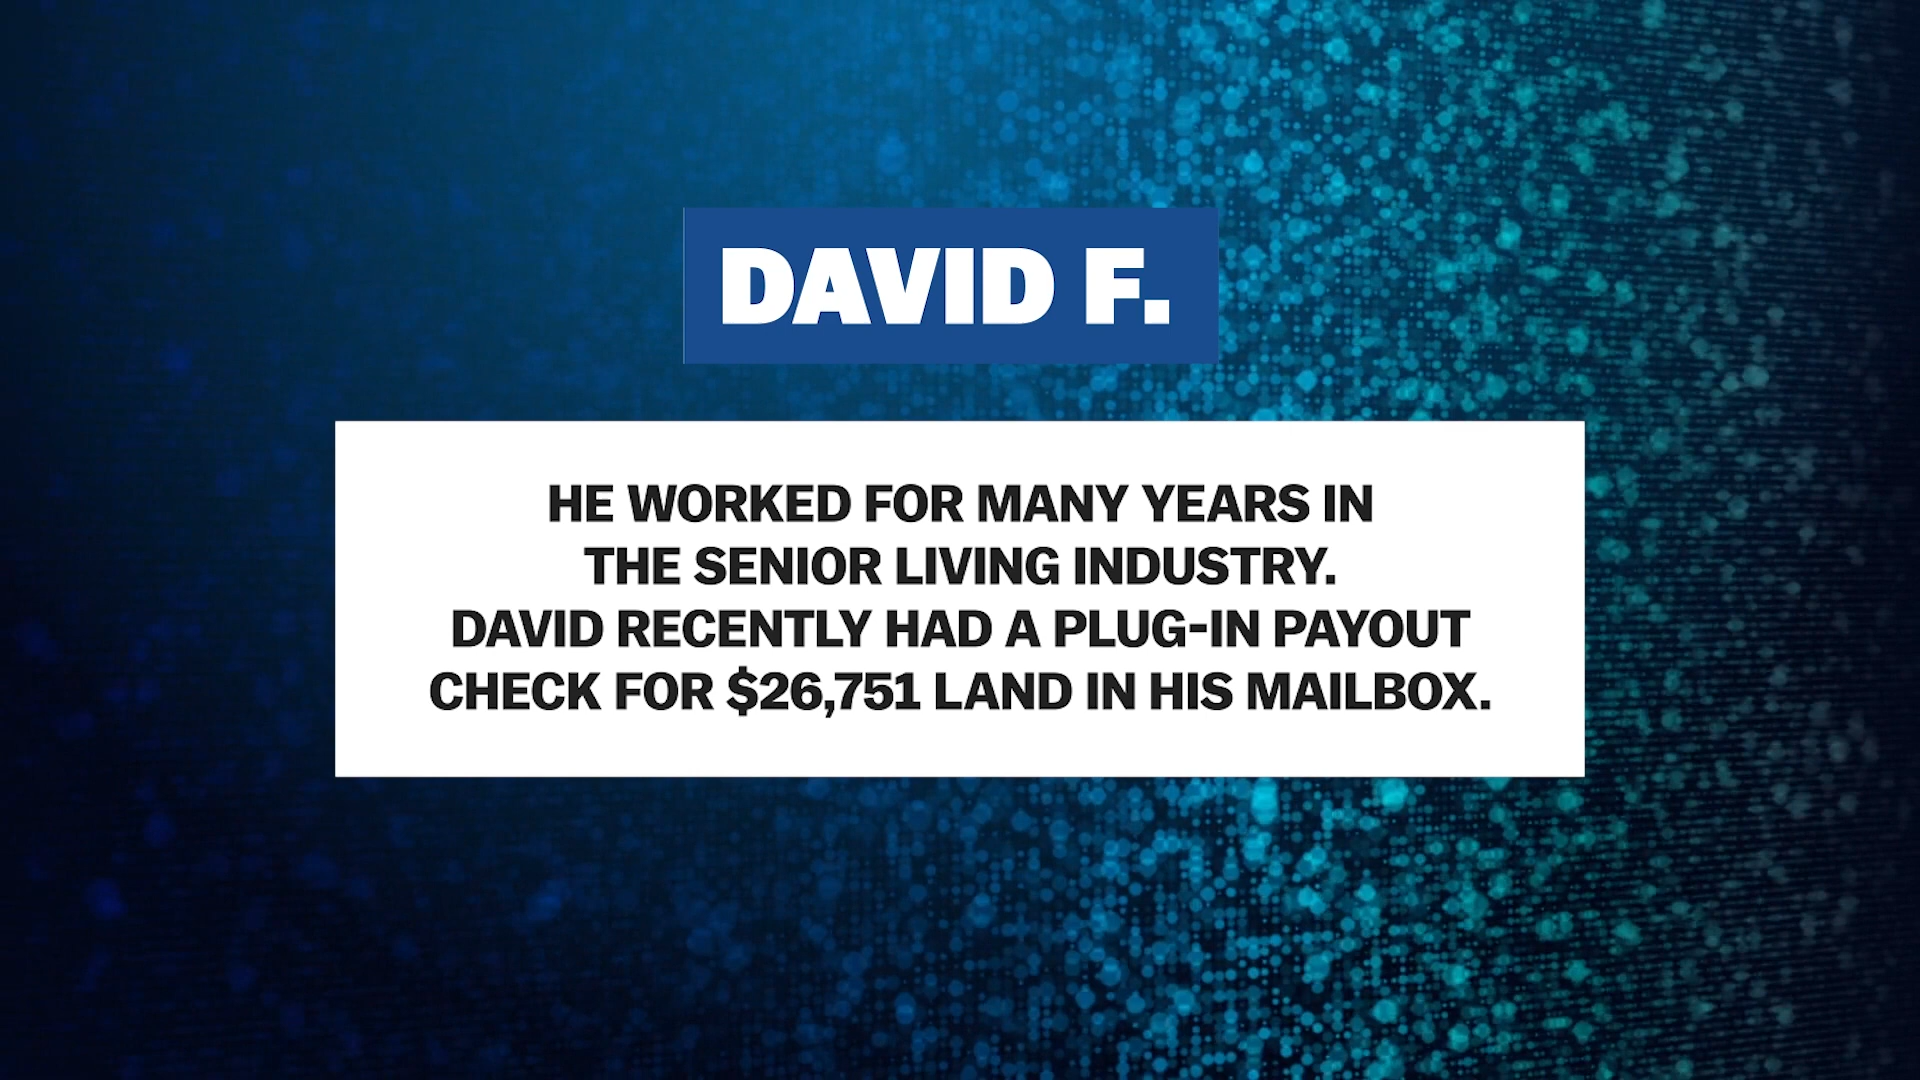 DAVID F.
HE WORKED FOR MANY YEARS IN
THE SENIOR LIVING INDUSTRY.
DAVID RECENTLY HAD A PLUG-IN PAYOUT
CHECK FOR $26,751 LAND IN HIS MAILBOX.